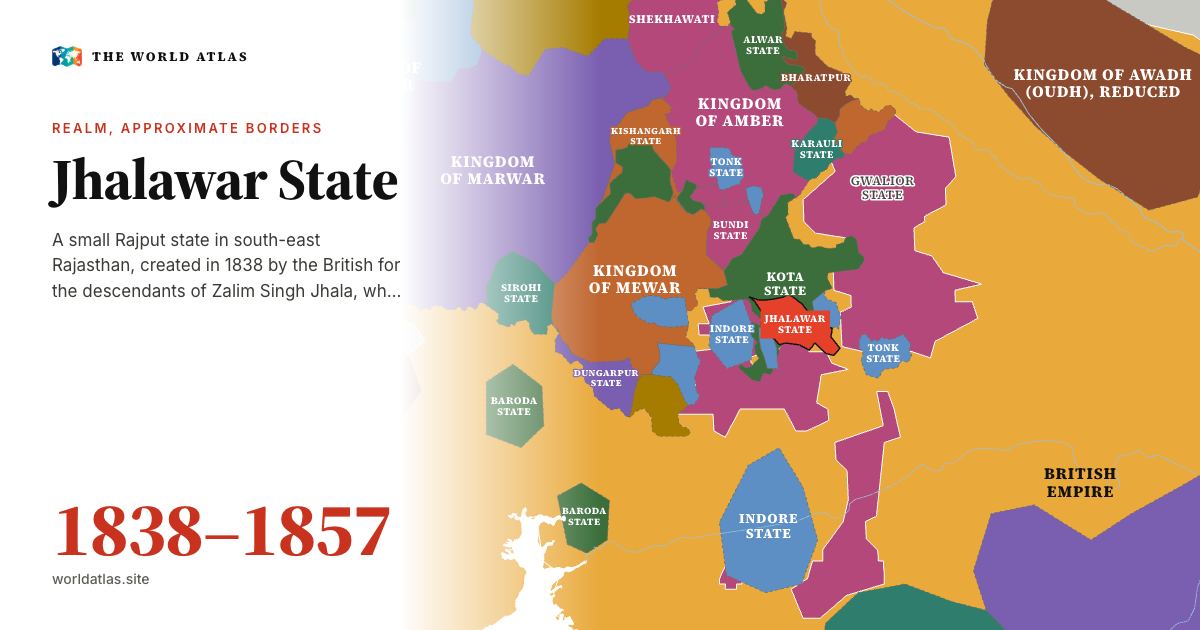 THE WORLD ATLAS
REALM, APPROXIMATE BORDERS
Jhalawar State
A small Rajput state in south-east
Rajasthan, created in 1838 by the British for
the descendants of Zalim Singh Jhala, wh...
1838–1857
worldatlas.site
OF
SHEKHAWATI
ALWAR
STATE
BHARATPUR
KINGDOM OF AWADH
(OUDH), REDUCED
KINGDOM
OF AMBER
KISHANGARH
STATE
KARAULI
STATE
KINGDOM
OF MARWAR
TONK
STATE
GWALIOR
STATE
BUNDI
STATE
KINGDOM
OF MEWAR
KOTA
STATE
SIROHI
STATE
JHALAWAR
STATE
INDORE
STATE
TONK
STATE
DUNGARPUR
STATE
BARODA
STATE
BRITISH
EMPIRE
BARODA
STATE
INDORE
STATE